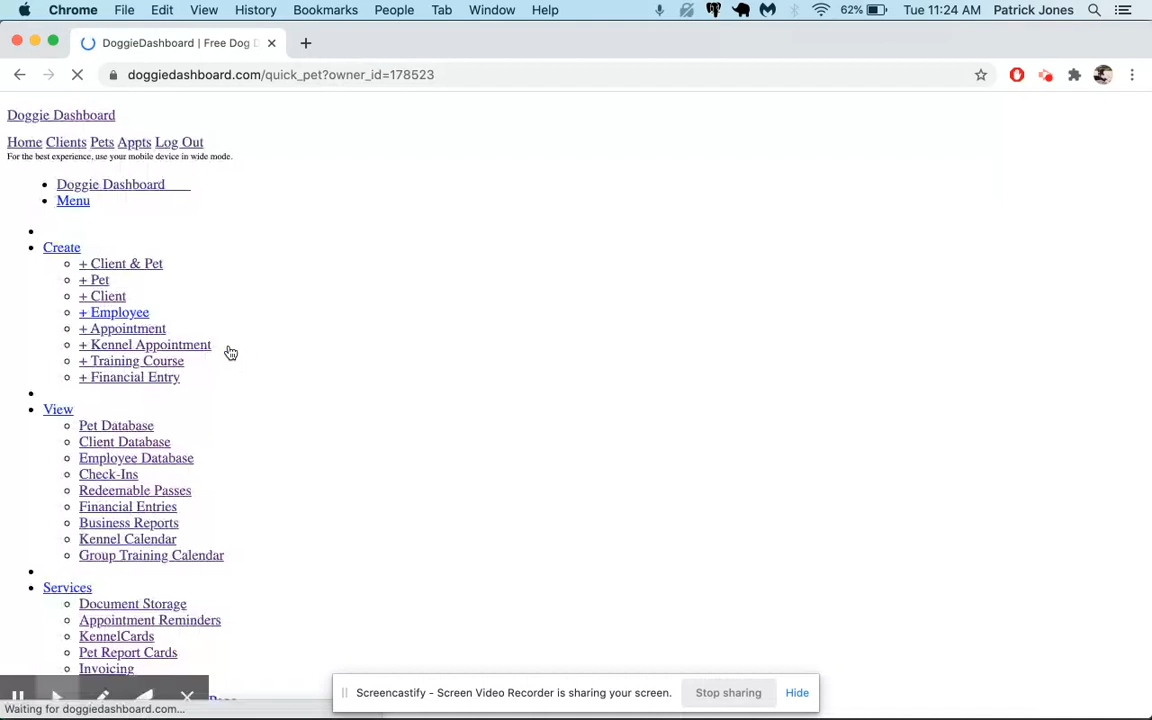 Chrome File Edit View History Bookmarks People Tab Window Help 62% Tue 11:24 AM Patrick Jones
DoggieDashboard | Free Dog D
doggiedashboard.com/quick_pet?owner_id=178523
Doggie Dashboard
Home Clients Pets Appts Log Out
For the best experience, use your mobile device in wide mode.
Doggie Dashboard
Menu
Create
+ Client & Pet
+ Pet
+ Client
+ Employee
+ Appointment
+ Kennel Appointment
+ Training Course
+ Financial Entry
View
Pet Database
Client Database
Employee Database
Check-Ins
Redeemable Passes
Financial Entries
Business Reports
Kennel Calendar
Group Training Calendar
Services
Document Storage
Appointment Reminders
KennelCards
Pet Report Cards
Invoicing
Screencastify - Screen Video Recorder is sharing your screen. Stop sharing Hide
Waiting for doggiedashboard.com...